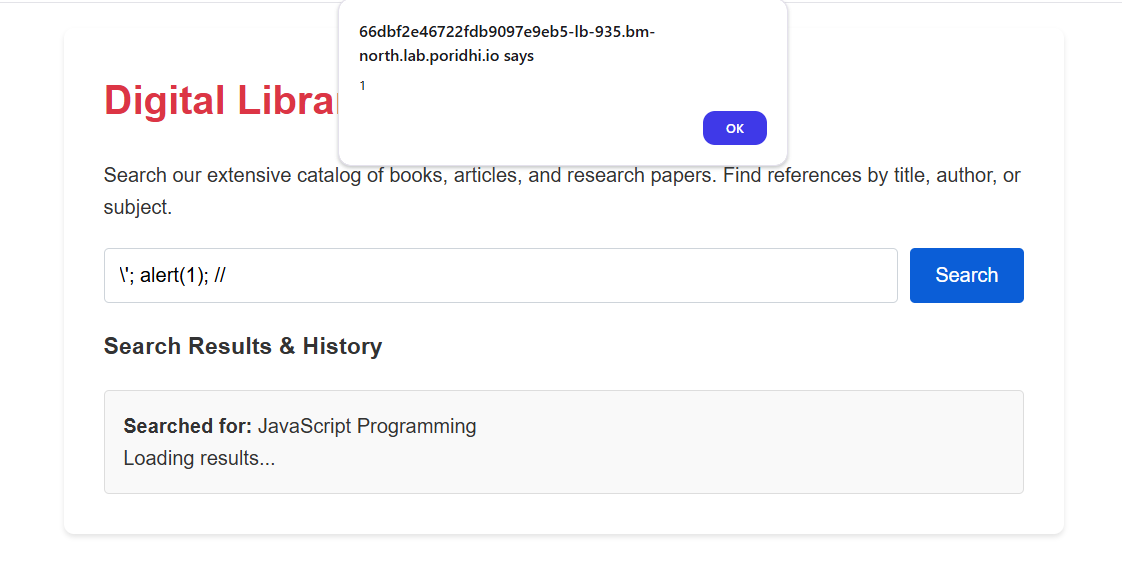 66dbf2e46722fdb9097e9eb5-lb-935.bm-
north.lab.poridhi.io says
1
OK
Digital Libra
Search our extensive catalog of books, articles, and research papers. Find references by title, author, or
subject.
\'; alert(1); //
Search
Search Results & History
Searched for: JavaScript Programming
Loading results...